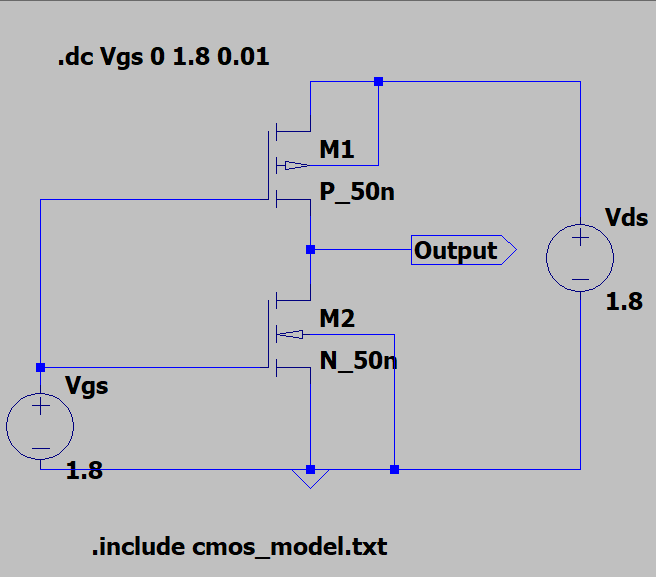 .dc Vgs 0 1.8 0.01
M1
P_50n
Vds
Output
1.8
M2
N_50n
Vgs
1.8
.include cmos_model.txt